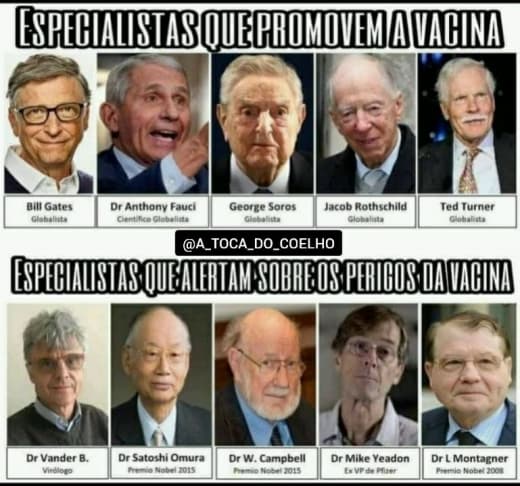 ESPECIALISTAS QUE PROMOVEM A VACINA
Bill Gates
Globalista
Dr Anthony Fauci
Científico Globalista
George Soros
Globalista
Jacob Rothschild
Globalista
Ted Turner
Globalista
@A_TOCA_DO_COELHO
ESPECIALISTAS QUE ALERTAM SOBRE OS PERIGOS DA VACINA
Dr Vander B.
Virólogo
Dr Satoshi Omura
Premio Nobel 2015
Dr W. Campbell
Premio Nobel 2015
Dr Mike Yeadon
Ex VP de Pfizer
Dr L Montagner
Premio Nobel 2008